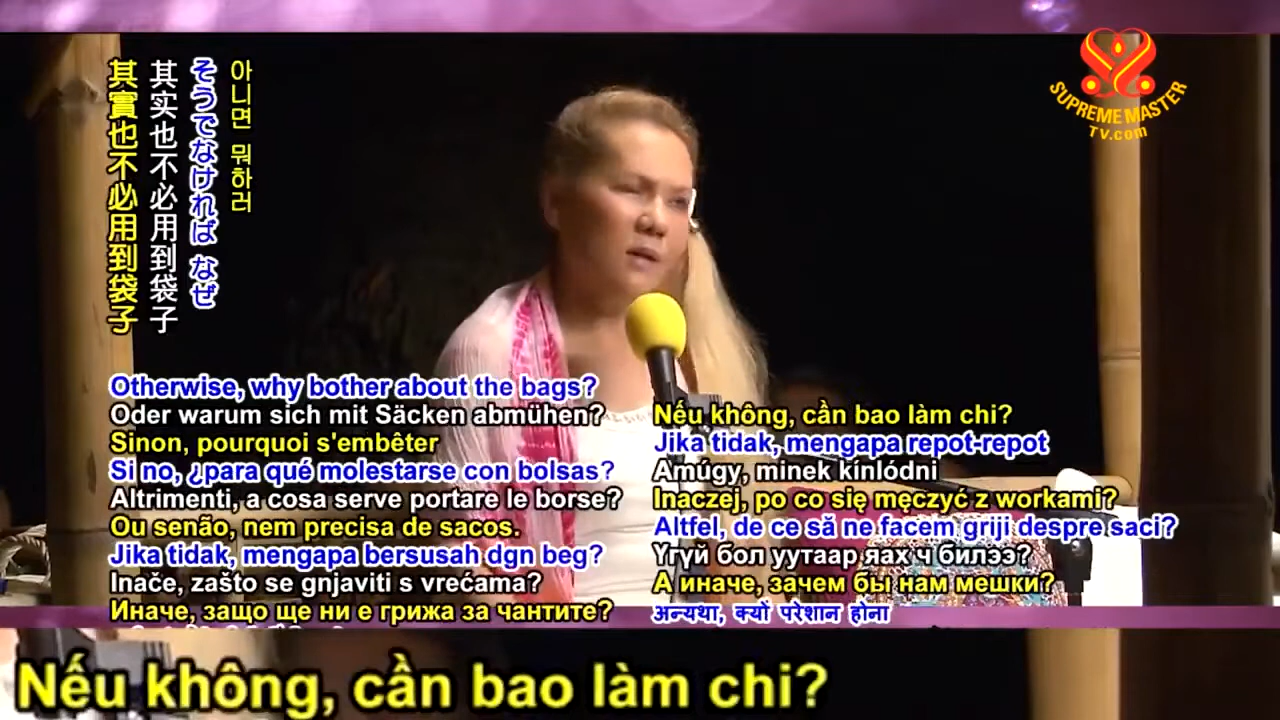 아니면 뭐하러
そうでなければ なぜ
其实也不必用到袋子
其實也不必用到袋子
SUPREME MASTER
TV.com
Otherwise, why bother about the bags?
Oder warum sich mit Säcken abmühen?
Sinon, pourquoi s'embêter
Si no, ¿para qué molestarse con bolsas?
Altrimenti, a cosa serve portare le borse?
Ou senão, nem precisa de sacos.
Jika tidak, mengapa bersusah dgn beg?
Inače, zašto se gnjaviti s vrećama?
Иначе, защо ще ни е грижа за чантите?
Nếu không, cần bao làm chi?
Jika tidak, mengapa repot-repot
Amúgy, minek kínlódni
Inaczej, po co się męczyć z workami?
Altfel, de ce să ne facem griji despre saci?
Үгүй бол уутаар яах ч билээ?
А иначе, зачем бы нам мешки?
अन्यथा, क्यों परेशान होना
Nếu không, cần bao làm chi?